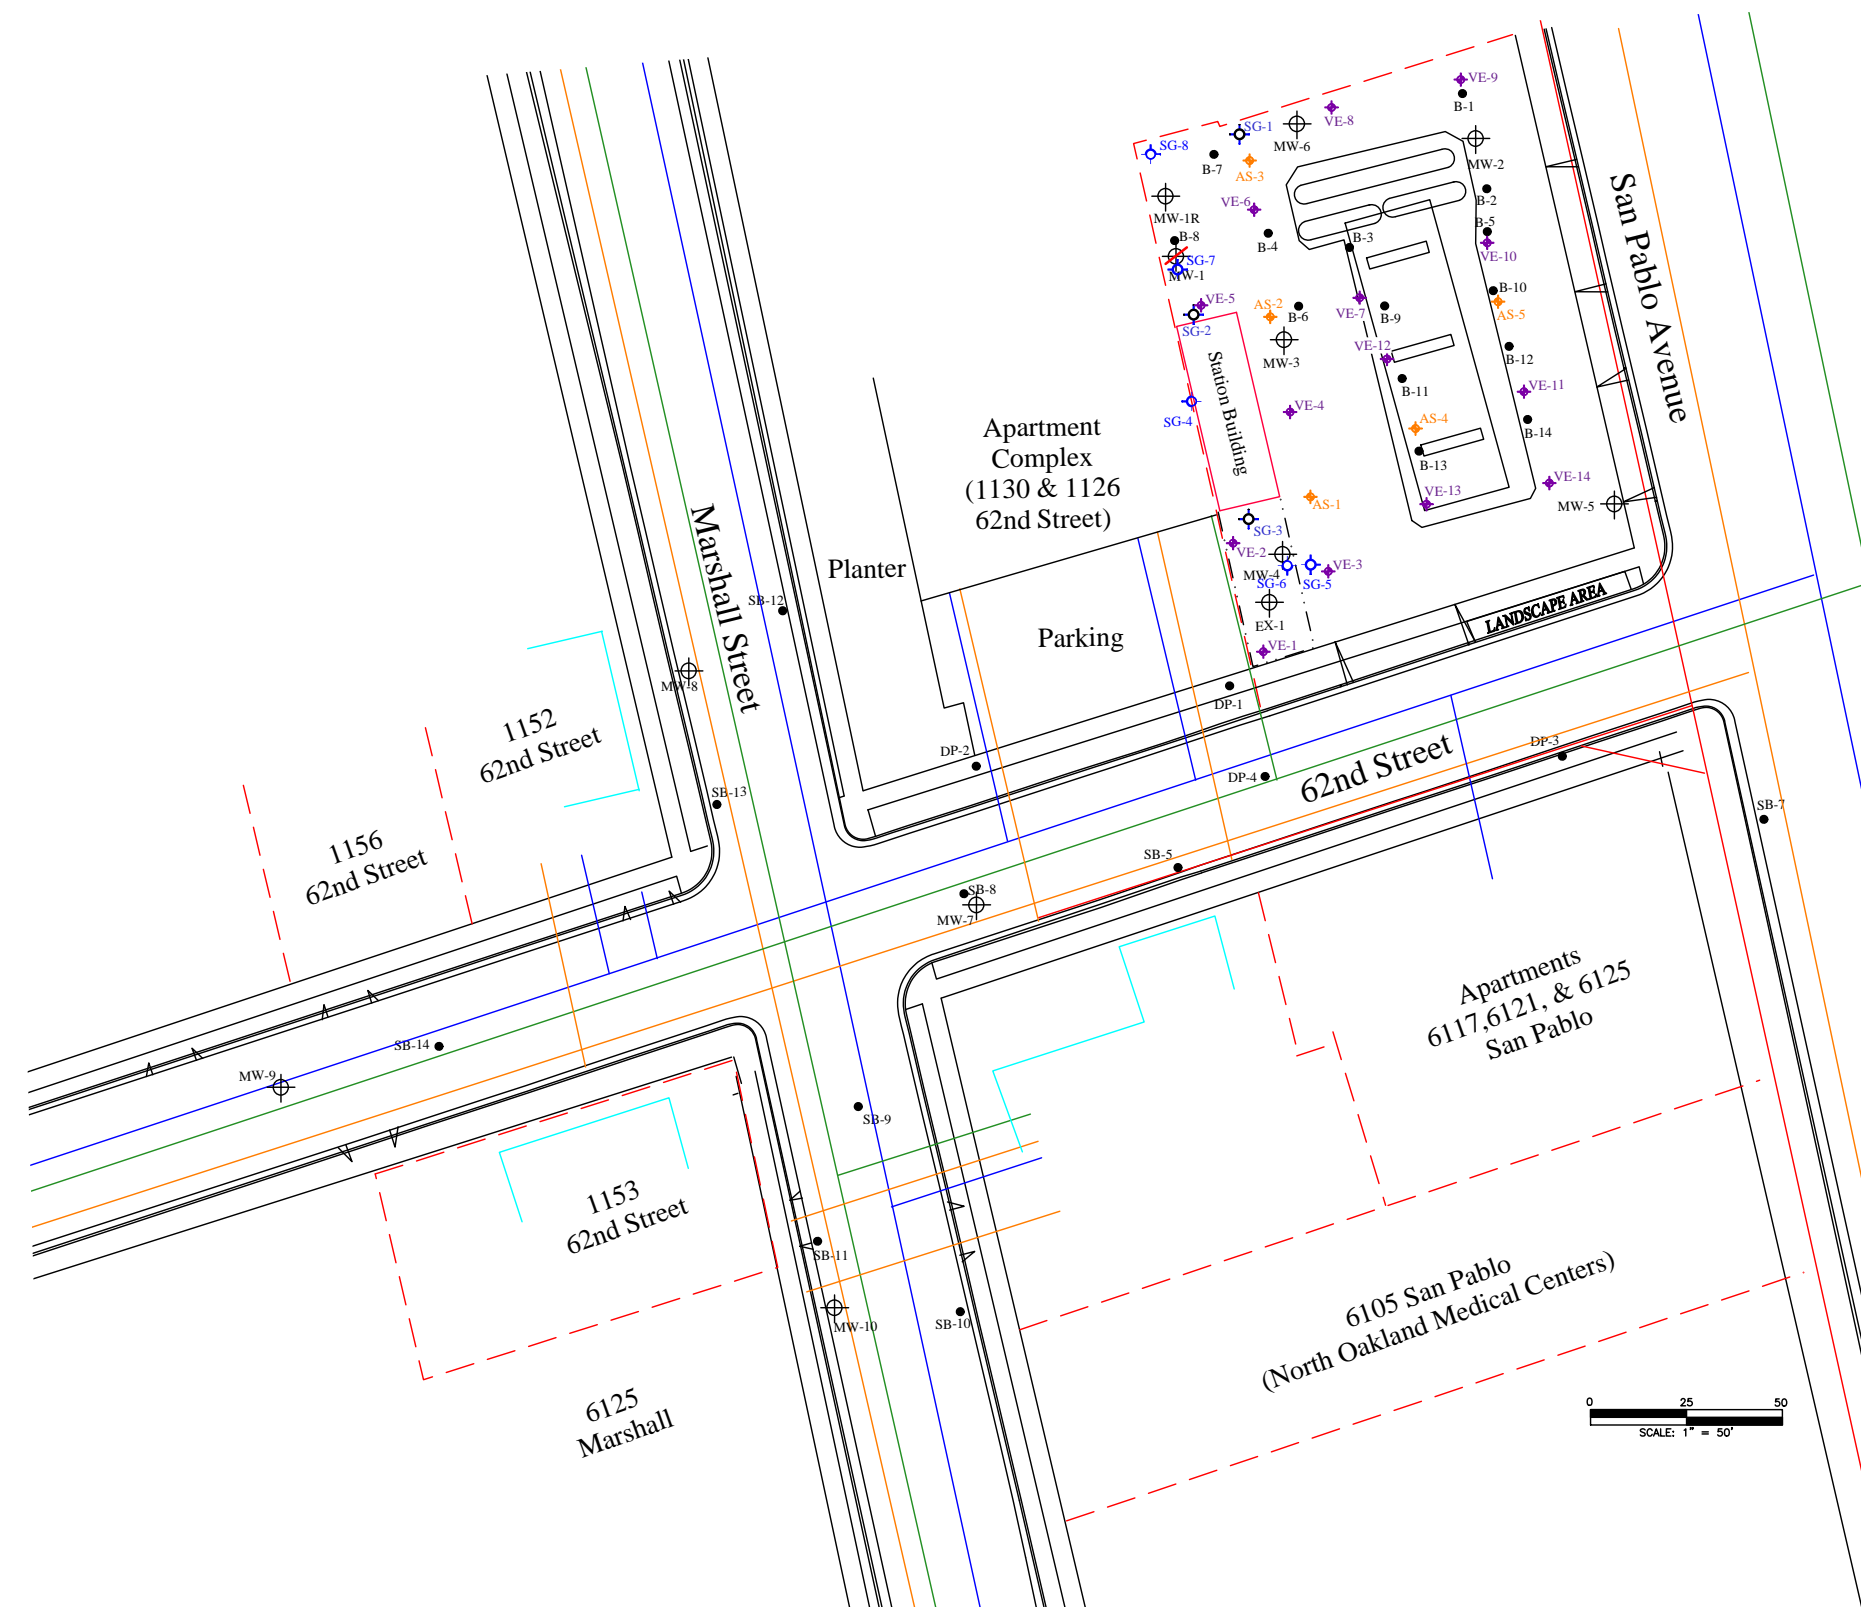 VE-9
B-1
VE-8
SG-1
MW-6
SG-8
B-7
AS-3
MW-2
B-2
MW-1R
VE-6
B-5
B-8
B-4
B-3
VE-10
SG-7
MW-1
B-10
VE-5
AS-2
B-6
VE-7
B-9
AS-5
SG-2
MW-3
VE-12
B-12
B-11
VE-11
Station Building
VE-4
SG-4
AS-4
B-14
B-13
VE-14
VE-13
AS-1
MW-5
San Pablo Avenue
Apartment
Complex
(1130 & 1126
62nd Street)
SG-3
VE-2
MW-4
SG-6
SG-5
VE-3
EX-1
VE-1
LANDSCAPE AREA
Marshall Street
Planter
Parking
SB-12
MW-8
DP-1
DP-2
DP-3
DP-4
62nd Street
1152
62nd Street
SB-13
SB-7
1156
62nd Street
SB-5
SB-8
MW-7
Apartments
6117,6121, & 6125
San Pablo
SB-14
MW-9
SB-9
1153
62nd Street
SB-11
MW-10
SB-10
6105 San Pablo
(North Oakland Medical Centers)
6125
Marshall
0 25 50
SCALE: 1" = 50'